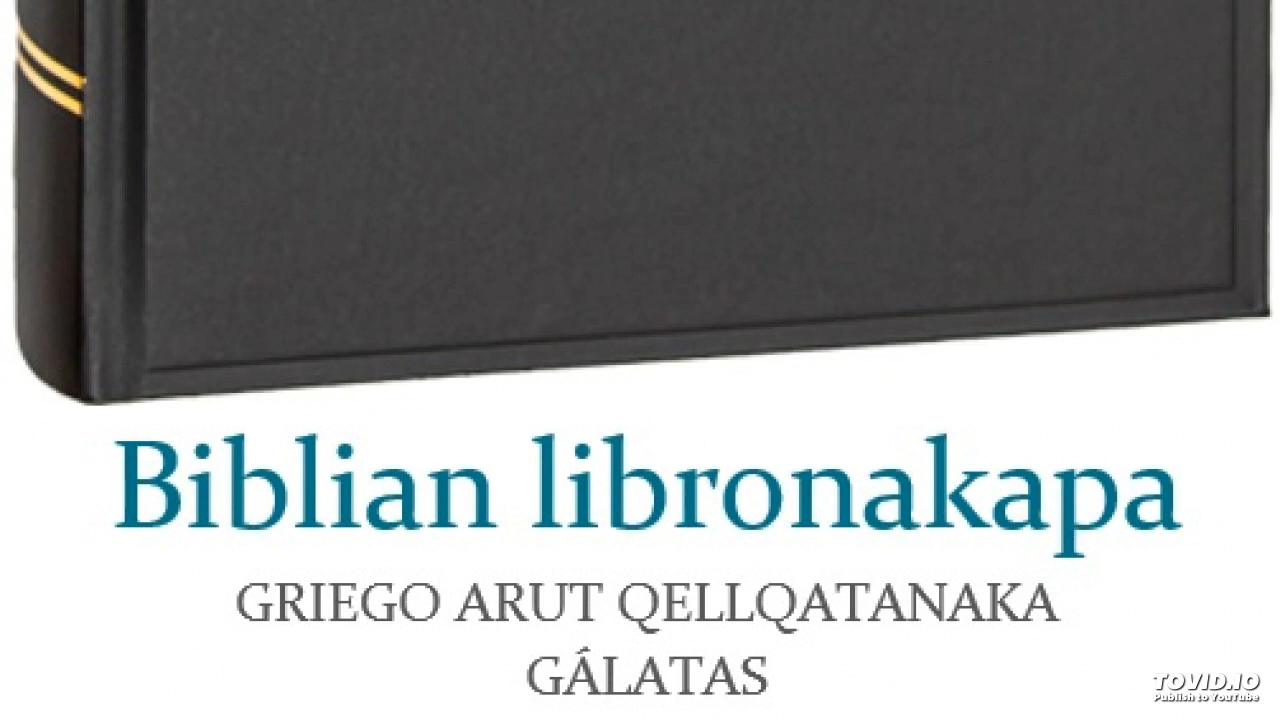 Biblian libronakapa
GRIEGO ARUT QELLQATANAKA
GÁLATAS
TOVID.IO
Publish to YouTube